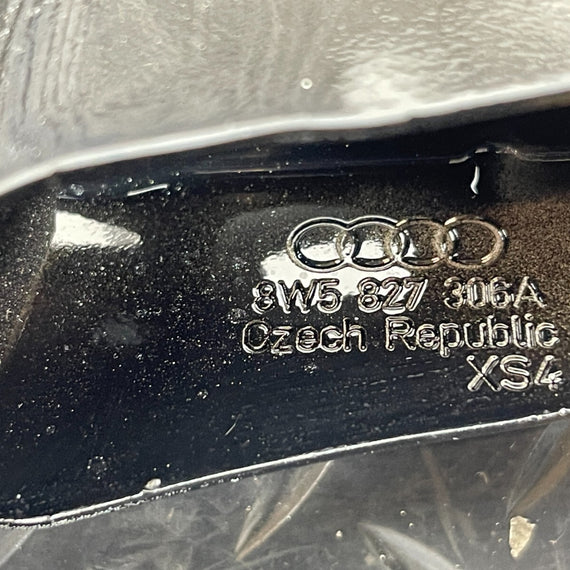 8W5 827 306A
Czech Republic
XS4